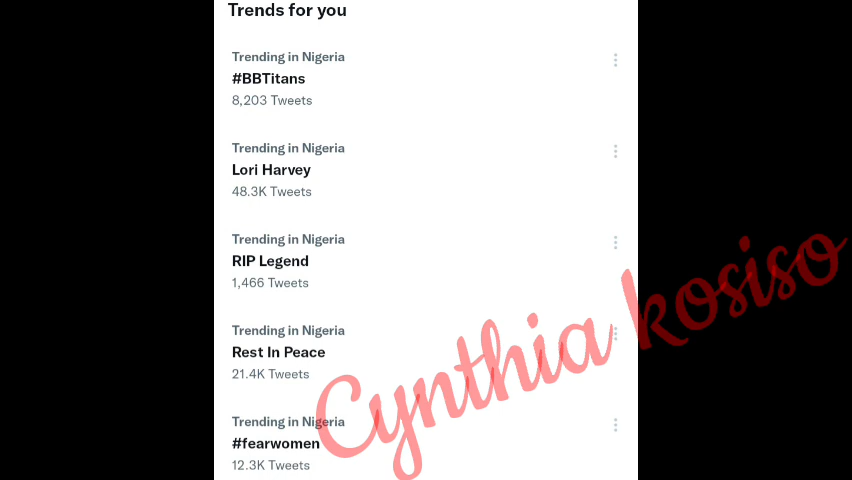 Trends for you
Trending in Nigeria
#BBTitans
8,203 Tweets
Trending in Nigeria
Lori Harvey
48.3K Tweets
Trending in Nigeria
RIP Legend
1,466 Tweets
Trending in Nigeria
Rest In Peace
21.4K Tweets
Trending in Nigeria
#fearwomen
12.3K Tweets
Cynthia kosiso